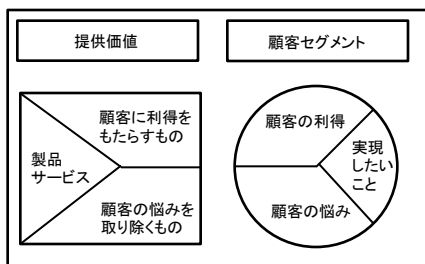 提供価値
顧客セグメント
顧客に利得を
もたらすもの
製品
サービス
顧客の悩みを
取り除くもの
顧客の利得
実現
したい
こと
顧客の悩み